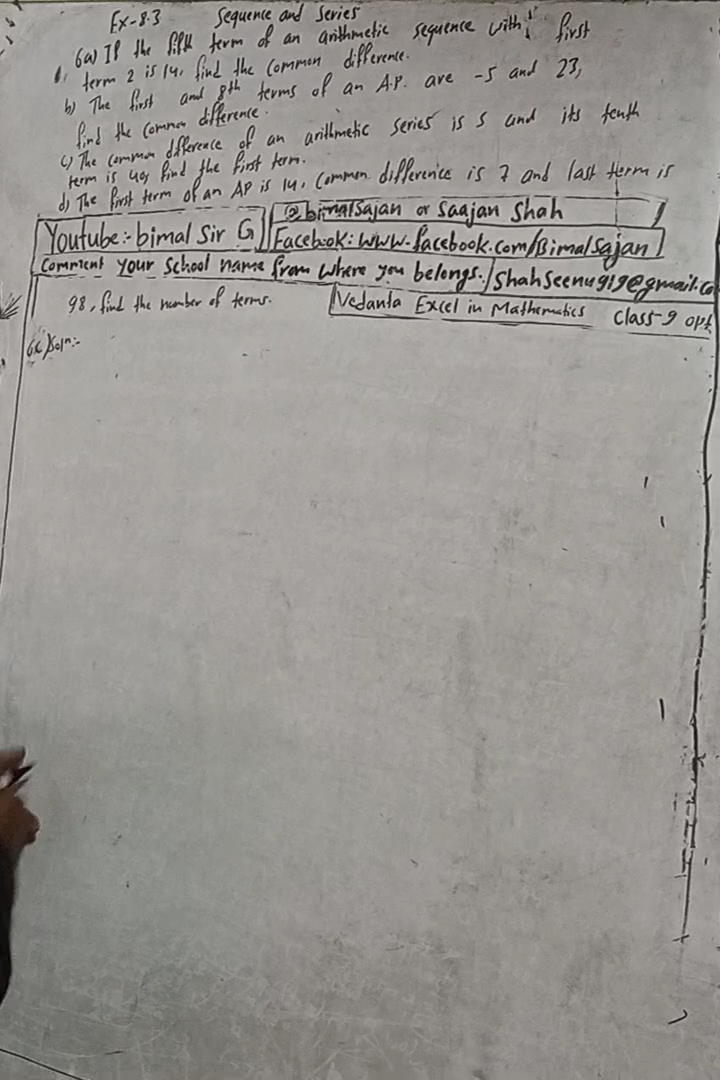 Ex-8.3 Sequence and Series
6a) If the fifth term of an arithmetic sequence with first
term 2 is 14, find the common difference.
b) The first and 8th terms of an A.P. are -5 and 23,
find the common difference.
c) The common difference of an arithmetic series is 5 and its tenth
term is 49, find the first term.
d) The first term of an AP is 14, common difference is 7 and last term is
@bimalsajan or Saajan Shah
Youtube:- bimal Sir G
Facebook: www.facebook.com/Bimalsajan
Comment your School name from where you belongs.
Shahseenu919@gmail.co
98, find the number of terms.
Vedanta Excel in Mathematics Class-9 opt
6c) Soln:-